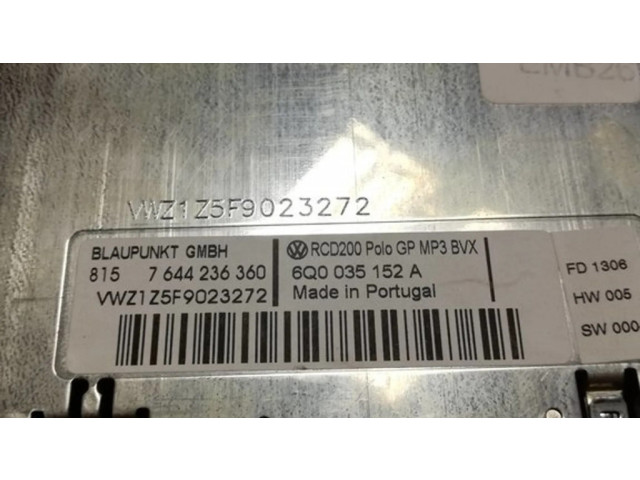 VWZ1Z5F9023272
BLAUPUNKT GMBH
815 7 644 236 360
VWZ1Z5F9023272
RCD200 Polo GP MP3 BVX
6Q0 035 152 A
Made in Portugal
FD 1306
HW 005
SW 000